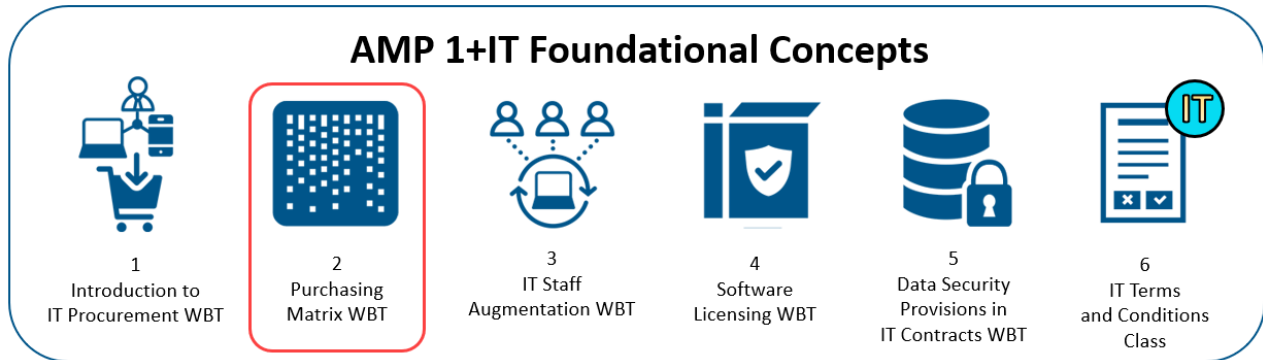 AMP 1+IT Foundational Concepts
IT
1
Introduction to
IT Procurement WBT
2
Purchasing
Matrix WBT
3
IT Staff
Augmentation WBT
4
Software
Licensing WBT
5
Data Security
Provisions in
IT Contracts WBT
6
IT Terms
and Conditions
Class